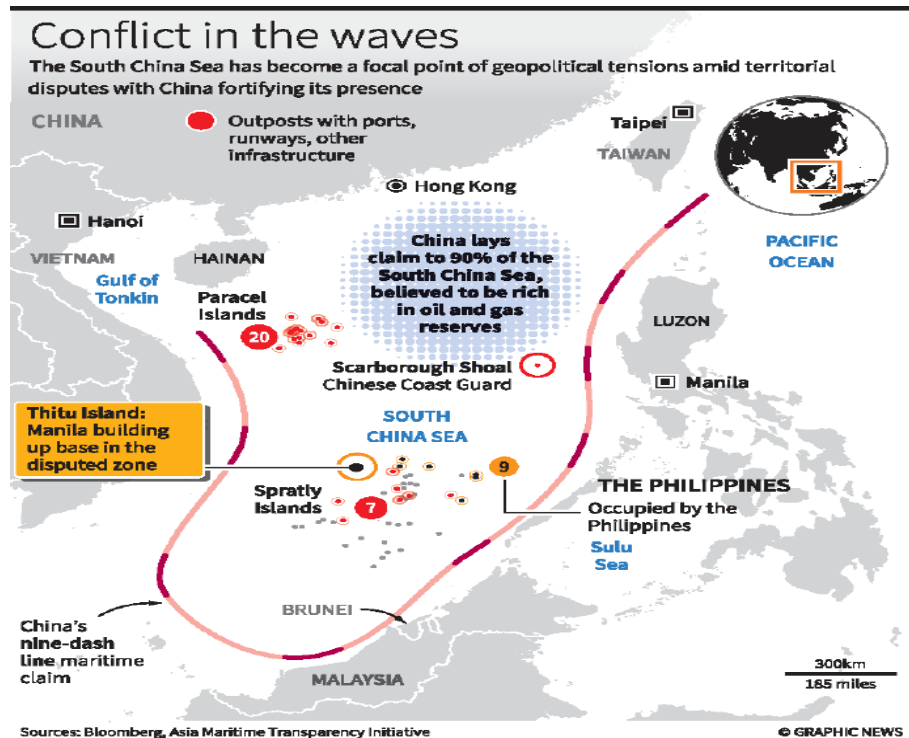 Conflict in the waves
The South China Sea has become a focal point of geopolitical tensions amid territorial
disputes with China fortifying its presence
CHINA
Outposts with ports,
runways, other
infrastructure
Taipei
TAIWAN
Hong Kong
Hanoi
VIETNAM
HAINAN
Gulf of
Tonkin
China lays
claim to 90% of the
South China Sea,
believed to be rich
in oil and gas
reserves
PACIFIC
OCEAN
Paracel
Islands
20
LUZON
Scarborough Shoal
Chinese Coast Guard
Manila
Thitu Island:
Manila building
up base in the
disputed zone
SOUTH
CHINA SEA
9
THE PHILIPPINES
Occupied by the
Philippines
Spratly
Islands
7
Sulu
Sea
BRUNEI
China's
nine-dash
line maritime
claim
MALAYSIA
300km
185 miles
Sources: Bloomberg, Asia Maritime Transparency Initiative
© GRAPHIC NEWS